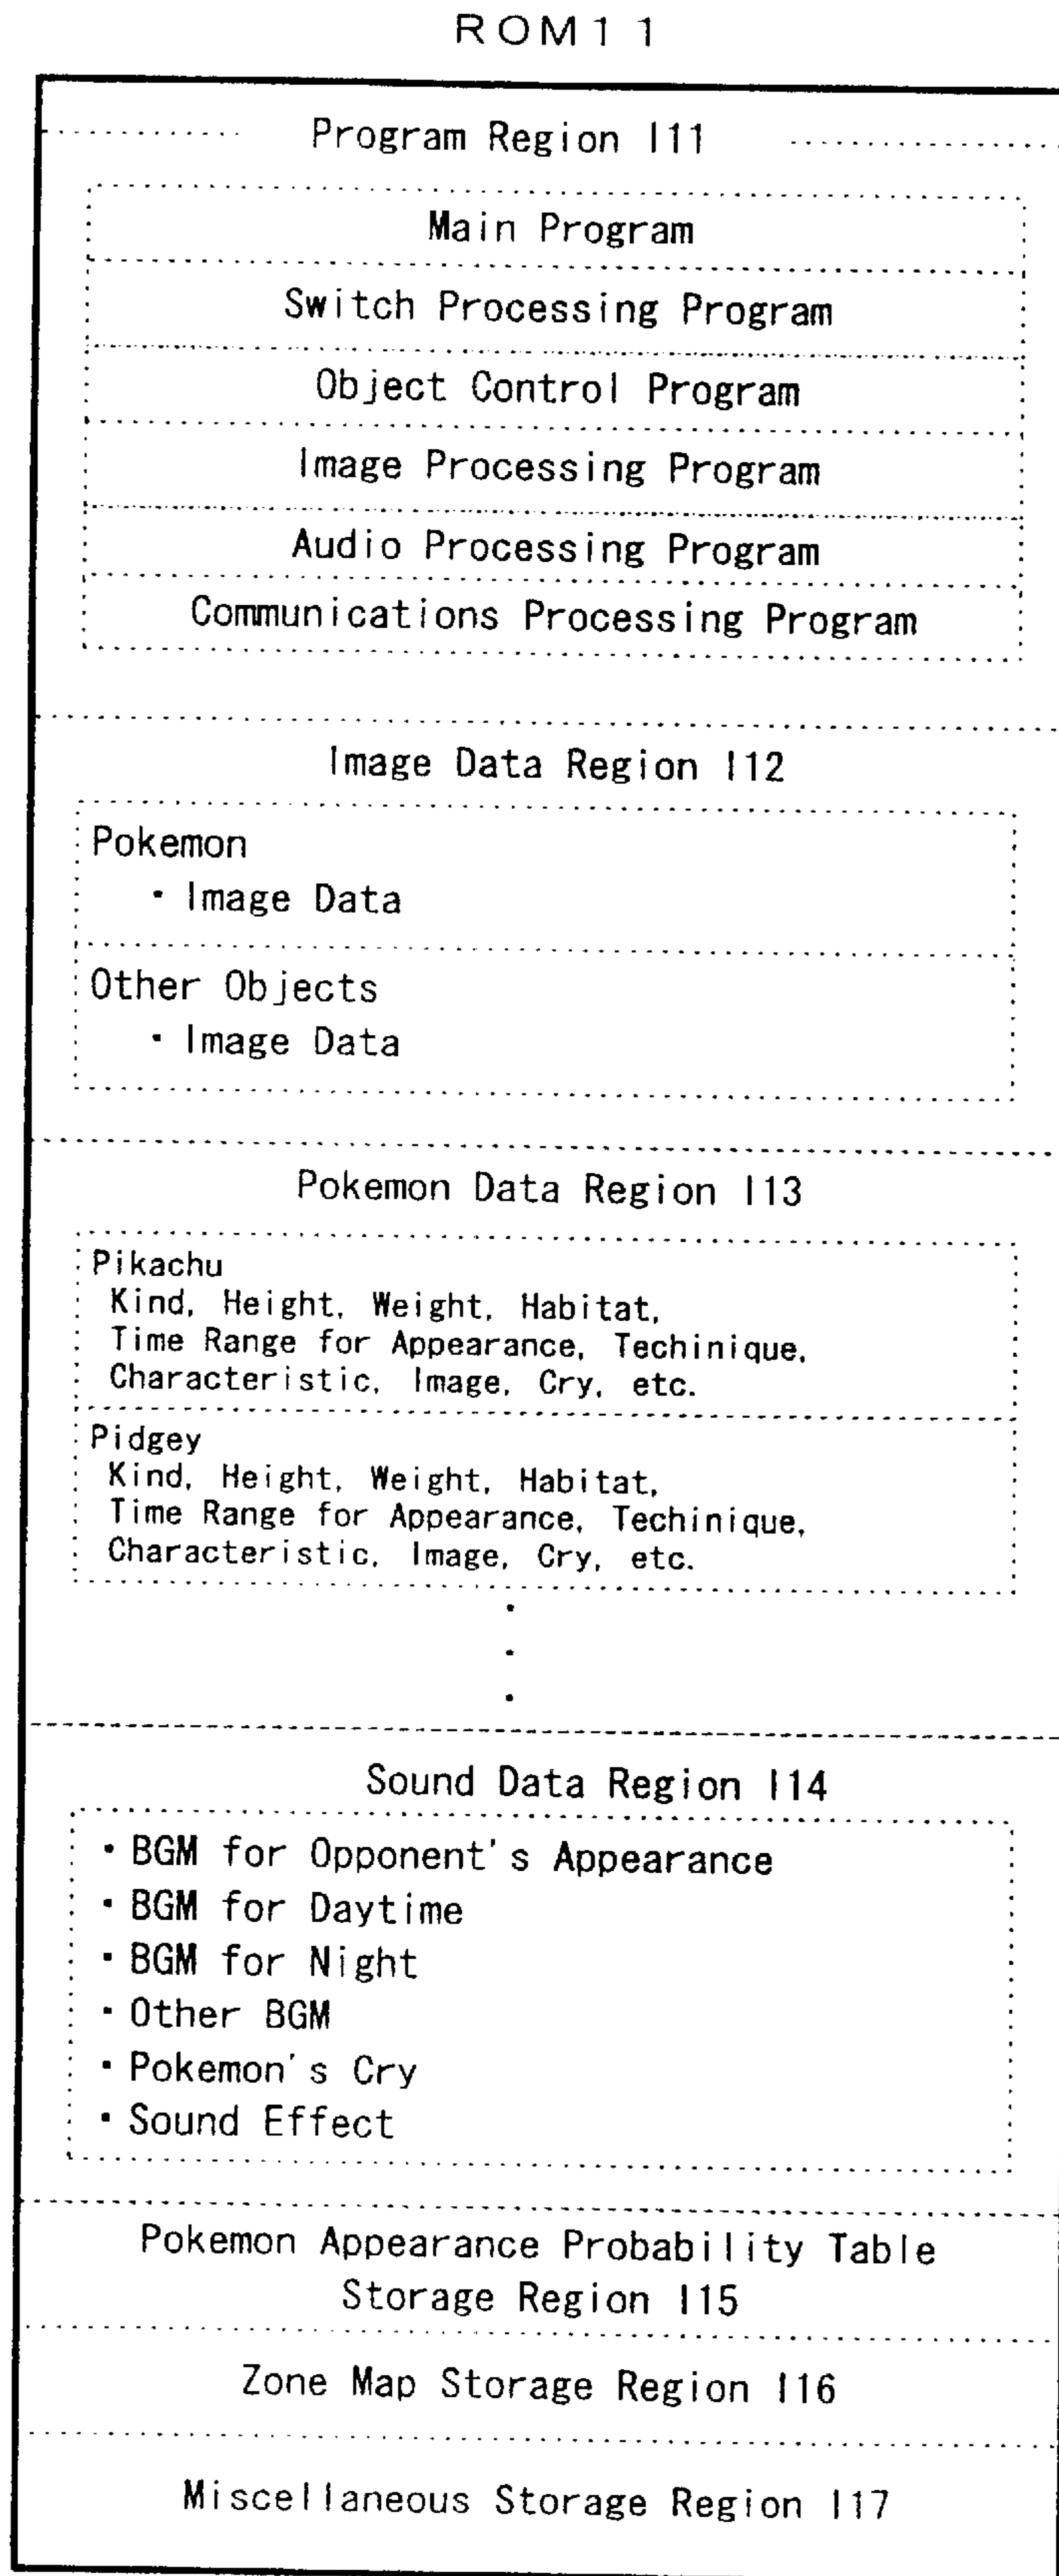 ROM11
Program Region 111
Main Program
Switch Processing Program
Object Control Program
Image Processing Program
Audio Processing Program
Communications Processing Program
Image Data Region 112
Pokemon
・Image Data
Other Objects
・Image Data
Pokemon Data Region 113
Pikachu
Kind, Height, Weight, Habitat,
Time Range for Appearance, Techinique,
Characteristic, Image, Cry, etc.
Pidgey
Kind, Height, Weight, Habitat,
Time Range for Appearance, Techinique,
Characteristic, Image, Cry, etc.
Sound Data Region 114
・BGM for Opponent's Appearance
・BGM for Daytime
・BGM for Night
・Other BGM
・Pokemon's Cry
・Sound Effect
Pokemon Appearance Probability Table
Storage Region 115
Zone Map Storage Region 116
Miscellaneous Storage Region 117